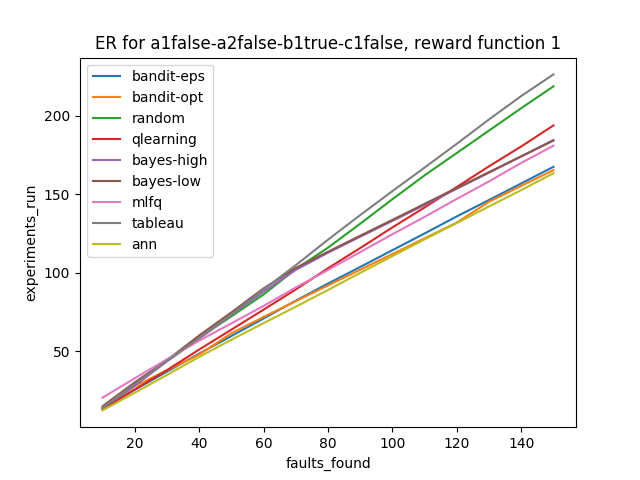 ER for a1false-a2false-b1true-c1false, reward function 1
experiments_run
200
150
100
50
bandit-eps
bandit-opt
random
qlearning
bayes-high
bayes-low
mlfq
tableau
ann
20 40 60 80 100 120 140
faults_found